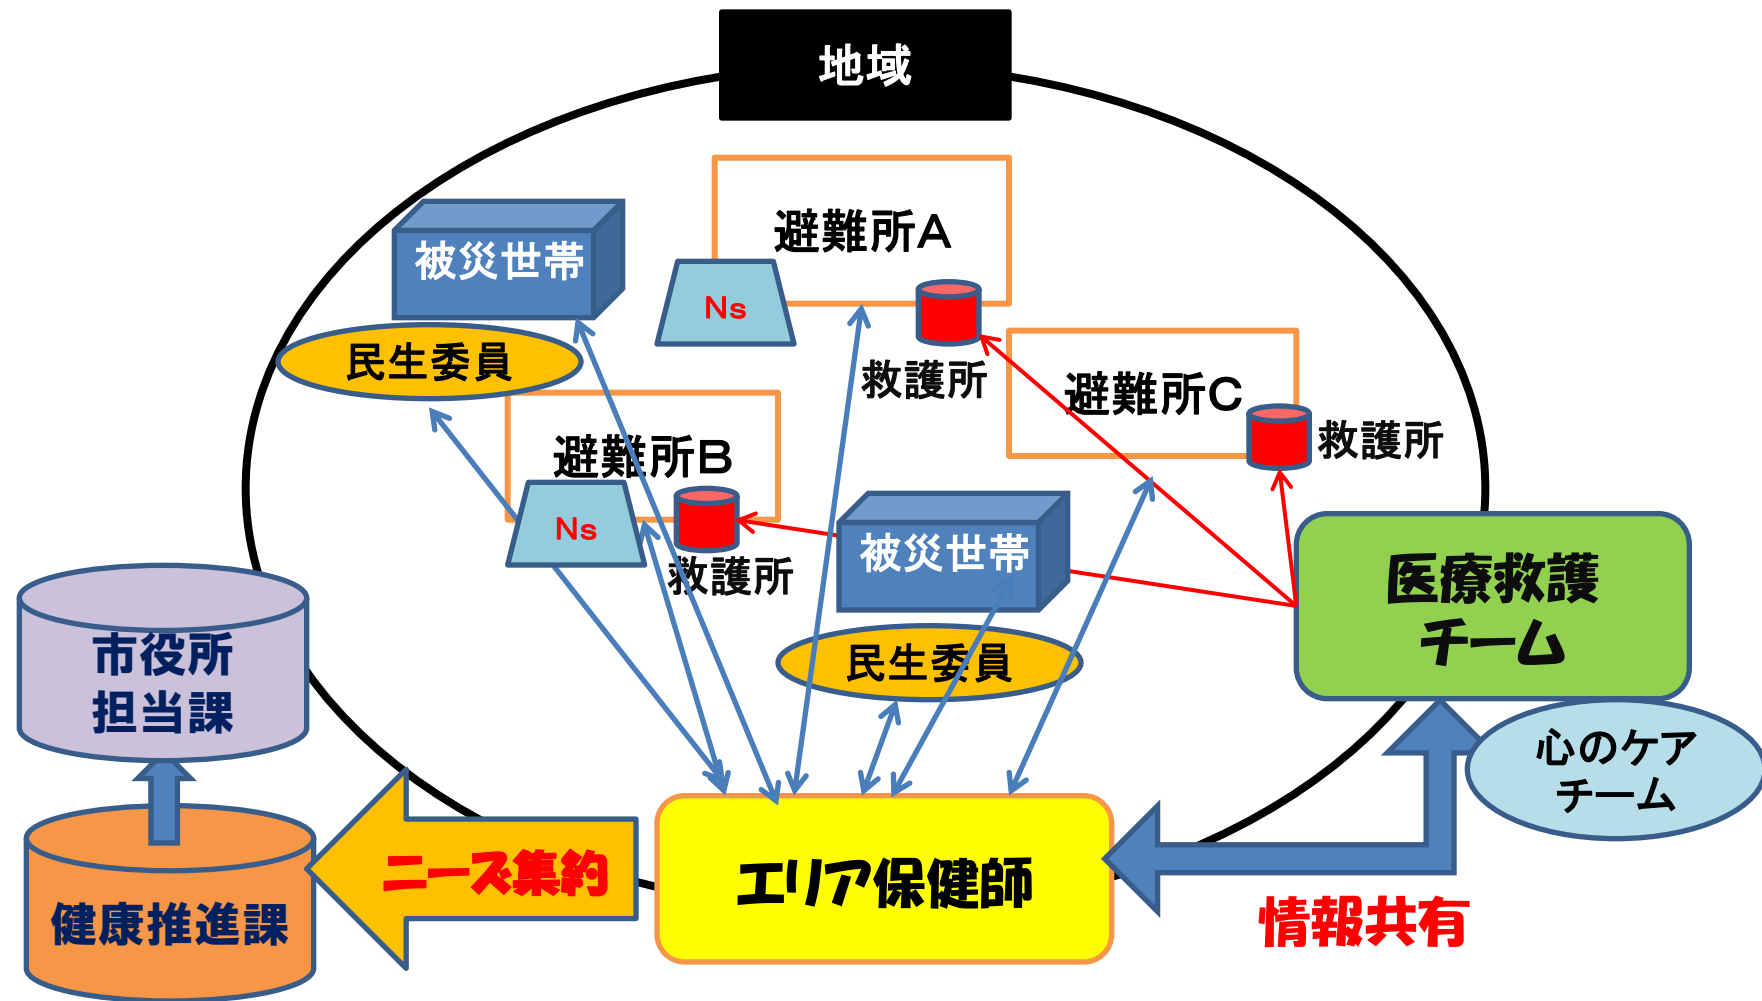 地域
避難所A
被災世帯
Ns
民生委員
救護所
避難所C
救護所
避難所B
Ns
救護所
被災世帯
医療救護
チーム
民生委員
市役所
担当課
心のケア
チーム
ニーズ集約
エリア保健師
健康推進課
情報共有